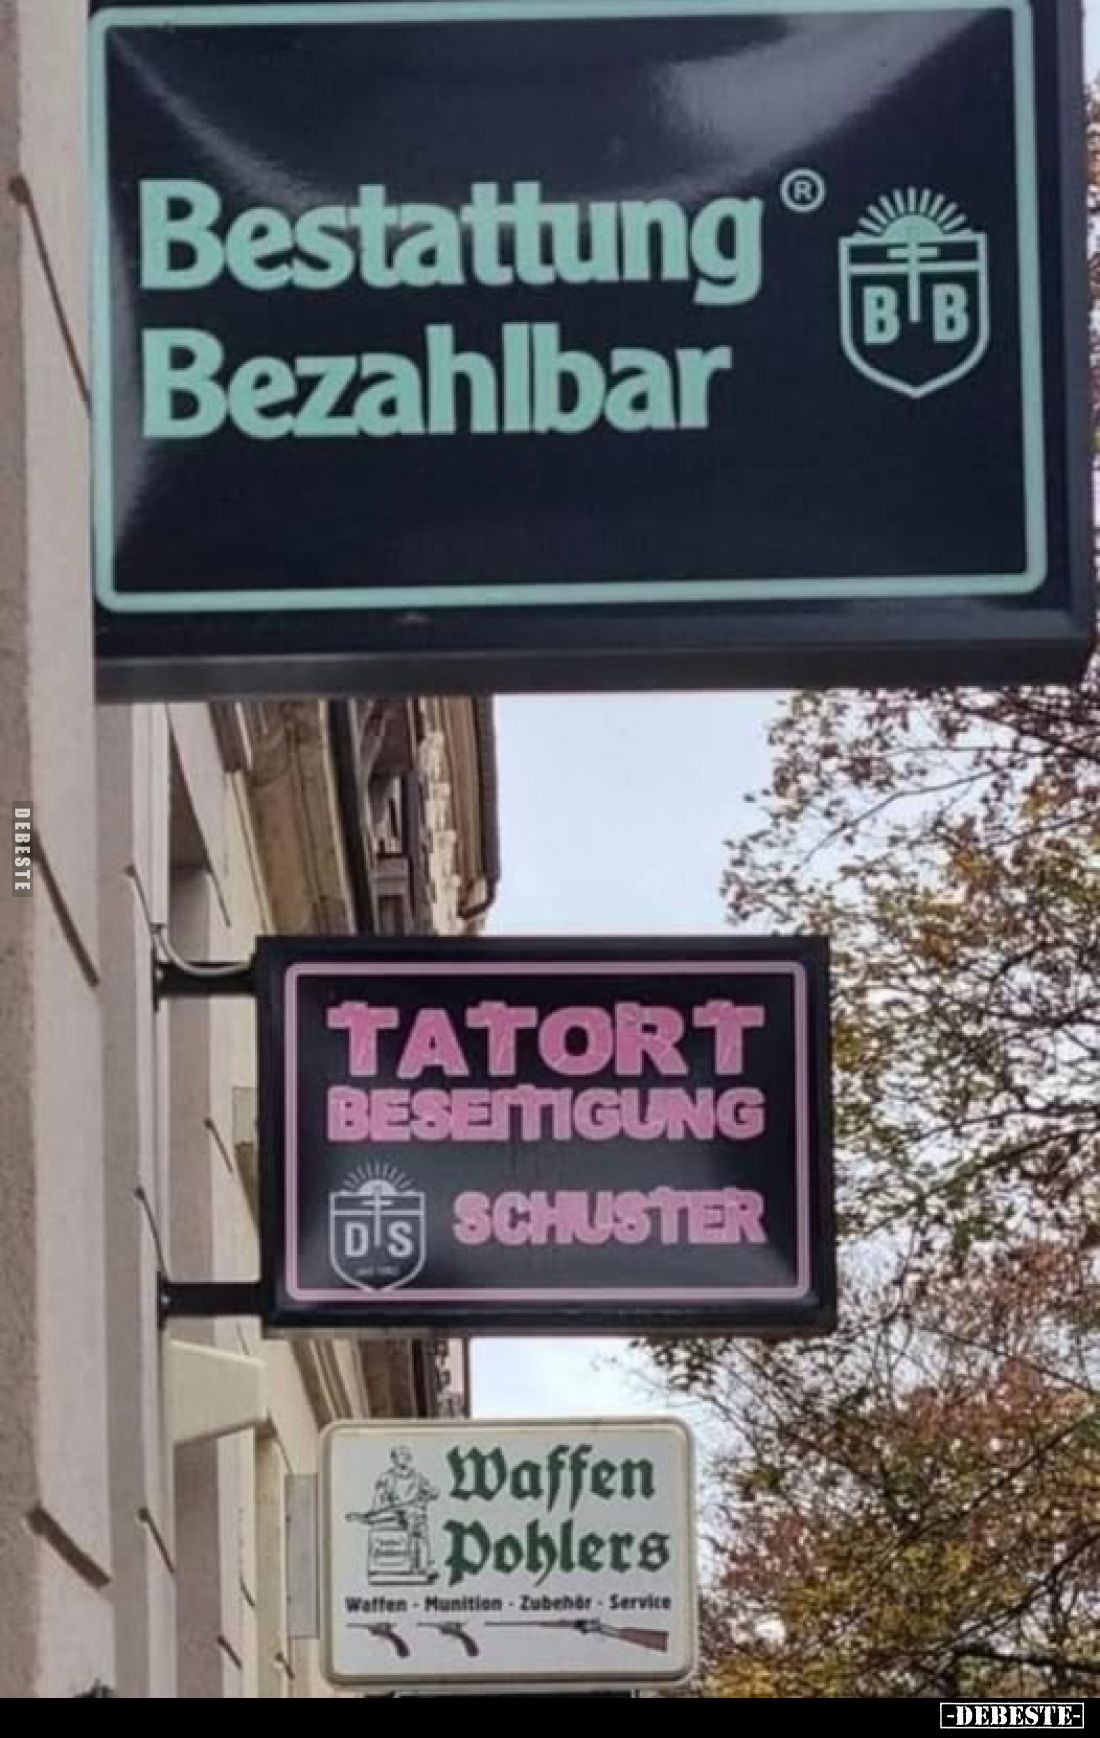 Bestattung®
Bezahlbar
B B
DEBESTE
TATORT
BESEITIGUNG
SCHUSTER
D S
Waffen
Pohlers
Waffen - Munition - Zubehör - Service
-DEBESTE-